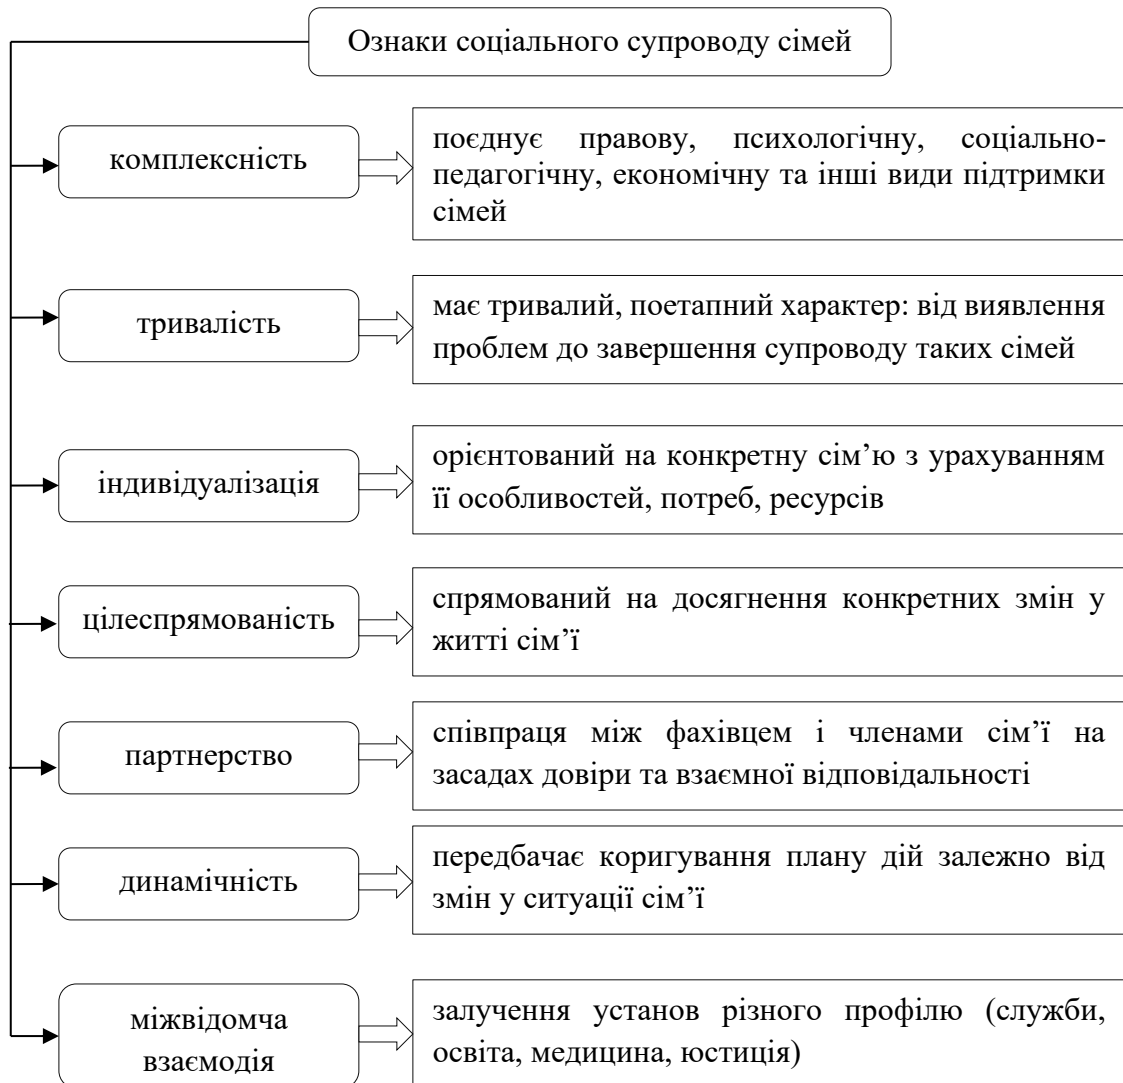 Ознаки соціального супроводу сімей
комплексність
поєднує правову, психологічну, соціально-
педагогічну, економічну та інші види підтримки
сімей
тривалість
має тривалий, поетапний характер: від виявлення
проблем до завершення супроводу таких сімей
індивідуалізація
орієнтований на конкретну сім’ю з урахуванням
її особливостей, потреб, ресурсів
цілеспрямованість
спрямований на досягнення конкретних змін у
житті сім’ї
партнерство
співпраця між фахівцем і членами сім’ї на
засадах довіри та взаємної відповідальності
динамічність
передбачає коригування плану дій залежно від
змін у ситуації сім’ї
міжвідомча
взаємодія
залучення установ різного профілю (служби,
освіта, медицина, юстиція)